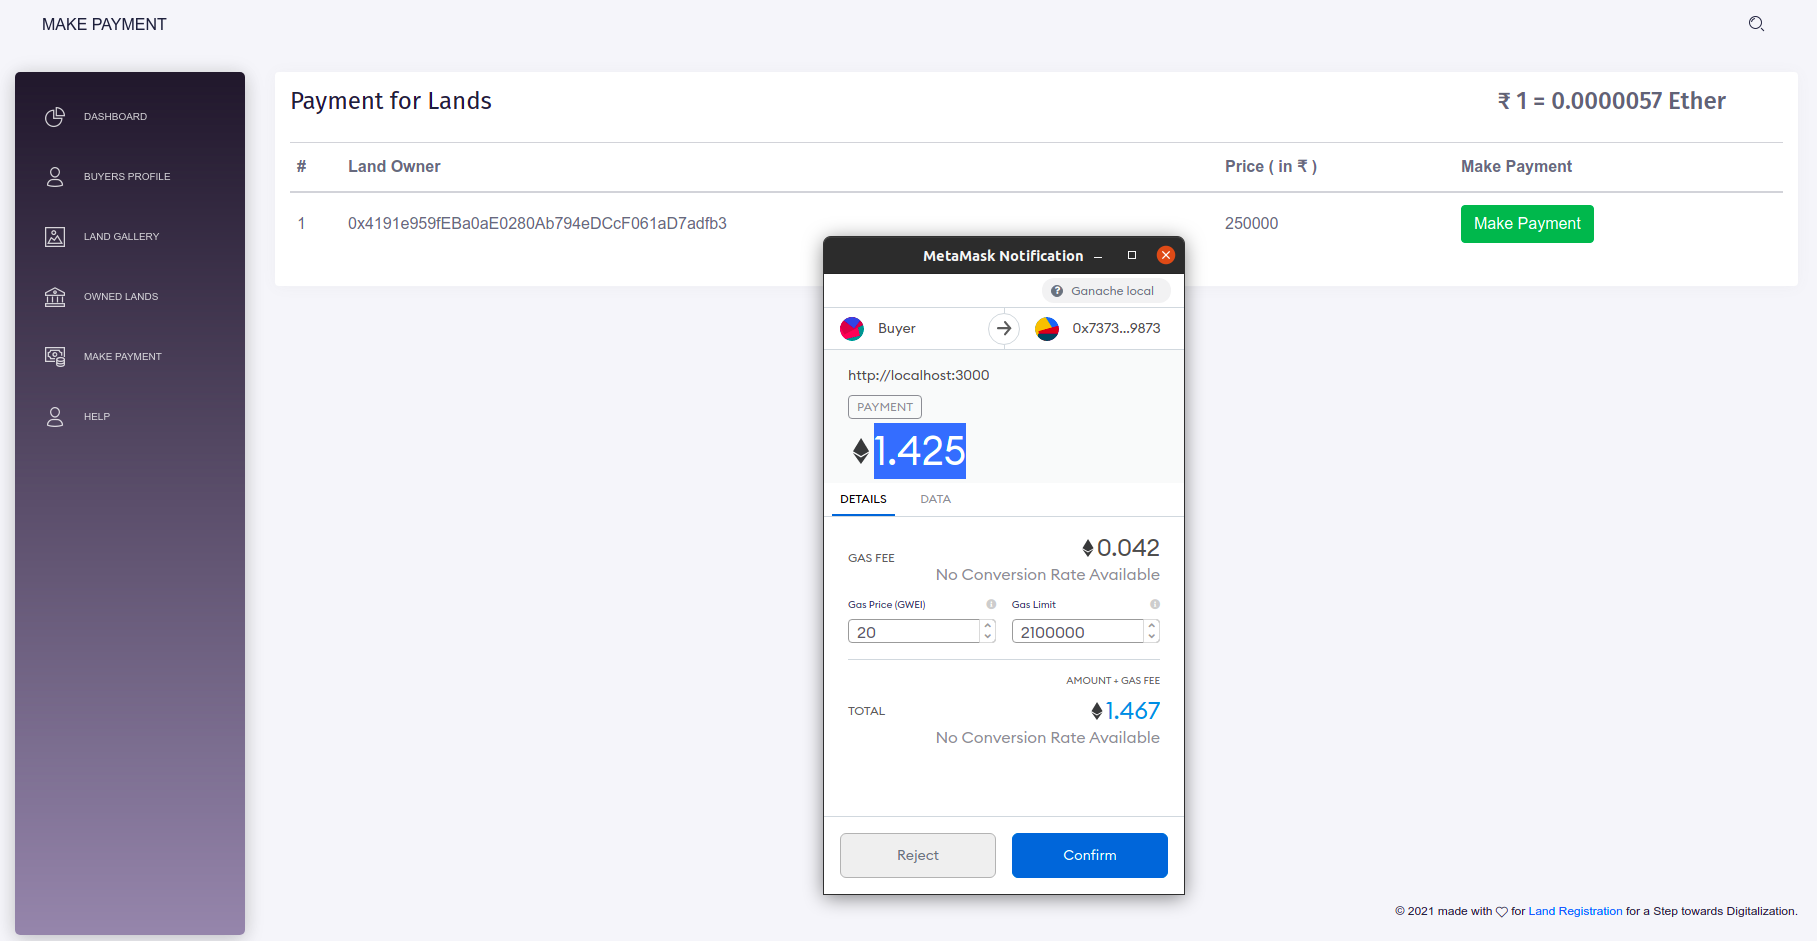 MAKE PAYMENT
DASHBOARD
BUYERS PROFILE
LAND GALLERY
OWNED LANDS
MAKE PAYMENT
HELP
Payment for Lands
₹ 1 = 0.0000057 Ether
# Land Owner Price ( in ₹ ) Make Payment
1 0x4191e959fEBa0aE0280Ab794eDCcF061aD7adfb3 250000 Make Payment
MetaMask Notification
Ganache local
Buyer 0x7373...9873
http://localhost:3000
PAYMENT
1.425
DETAILS DATA
GAS FEE 0.042
No Conversion Rate Available
Gas Price (GWEI) Gas Limit
20 2100000
AMOUNT + GAS FEE
TOTAL 1.467
No Conversion Rate Available
Reject Confirm
© 2021 made with ♡ for Land Registration for a Step towards Digitalization.